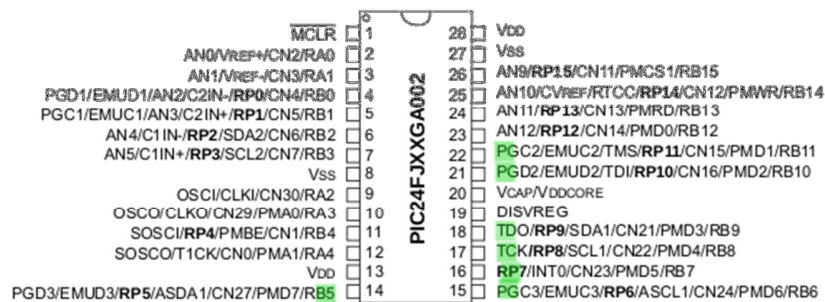 MCLR 1 28 VDD
AN0/VREF+/CN2/RA0 2 27 VSS
AN1/VREF-/CN3/RA1 3 26 AN9/RP15/CN11/PMCS1/RB15
PGD1/EMUD1/AN2/C2IN-/RP0/CN4/RB0 4 25 AN10/CVREF/RTCC/RP14/CN12/PMWR/RB14
PGC1/EMUC1/AN3/C2IN+/RP1/CN5/RB1 5 24 AN11/RP13/CN13/PMRD/RB13
AN4/C1IN-/RP2/SDA2/CN6/RB2 6 23 AN12/RP12/CN14/PMD0/RB12
AN5/C1IN+/RP3/SCL2/CN7/RB3 7 22 PGC2/EMUC2/TMS/RP11/CN15/PMD1/RB11
VSS 8 21 PGD2/EMUD2/TDI/RP10/CN16/PMD2/RB10
OSCI/CLKI/CN30/RA2 9 20 VCAP/VDDCORE
OSCO/CLKO/CN29/PMA0/RA3 10 19 DISVREG
SOSCI/RP4/PMBE/CN1/RB4 11 18 TDO/RP9/SDA1/CN21/PMD3/RB9
SOSCO/T1CK/CN0/PMA1/RA4 12 17 TCK/RP8/SCL1/CN22/PMD4/RB8
VDD 13 16 RP7/INT0/CN23/PMD5/RB7
PGD3/EMUD3/RP5/ASDA1/CN27/PMD7/RB5 14 15 PGC3/EMUC3/RP6/ASCL1/CN24/PMD6/RB6
PIC24FJXXGA002